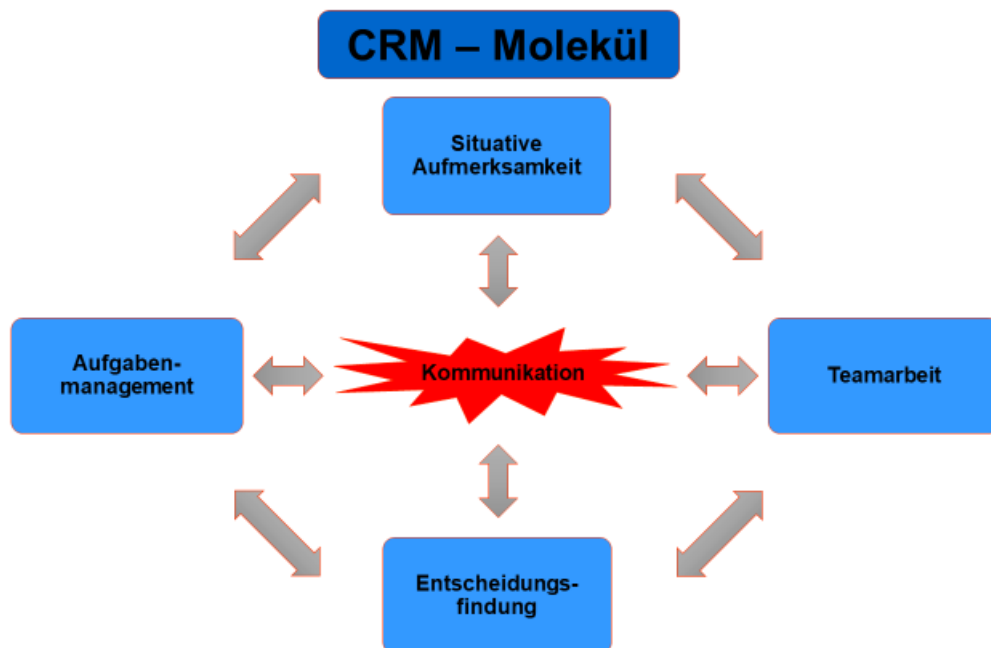 CRM – Molekül
Situative
Aufmerksamkeit
Aufgaben-
management
Kommunikation
Teamarbeit
Entscheidungs-
findung